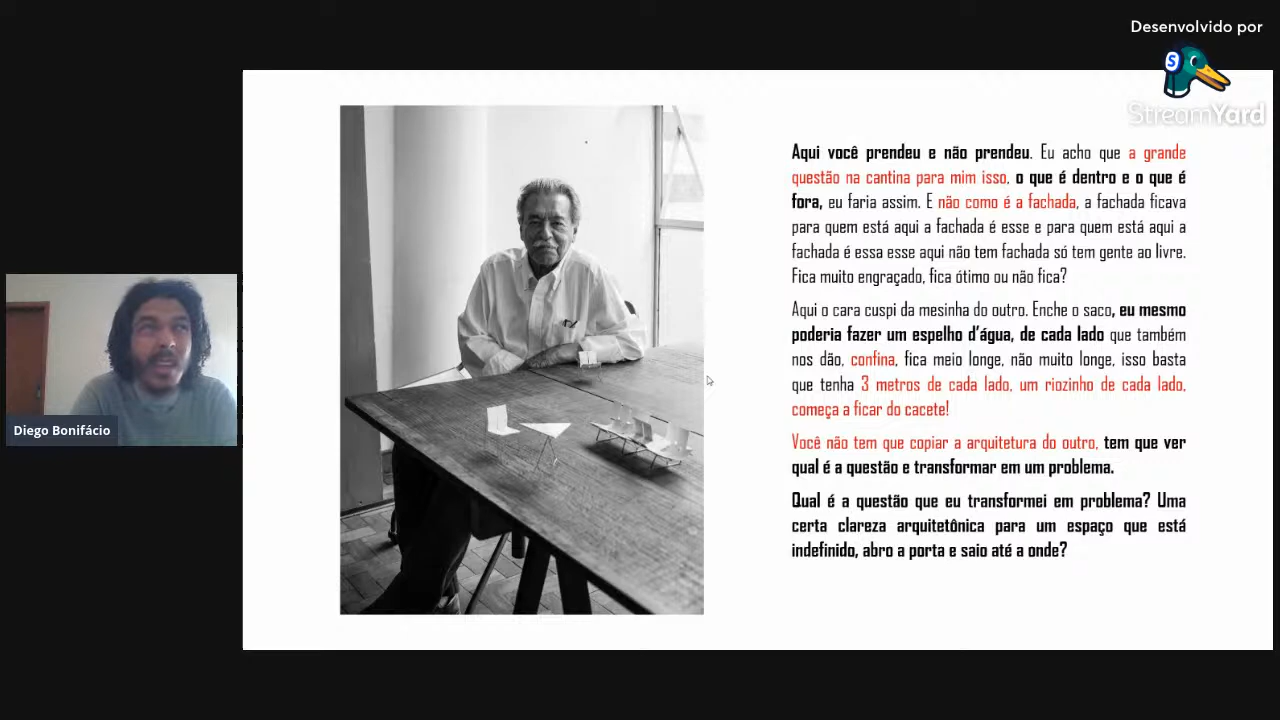 Desenvolvido por
StreamYard
Aqui você prendeu e não prendeu. Eu acho que a grande
questão na cantina para mim isso, o que é dentro e o que é
fora, eu faria assim. E não como é a fachada, a fachada ficava
para quem está aqui a fachada é esse e para quem está aqui a
fachada é essa esse aqui não tem fachada só tem gente ao livre.
Fica muito engraçado, fica ótimo ou não fica?
Aqui o cara cuspi da mesinha do outro. Enche o saco, eu mesmo
poderia fazer um espelho d'água, de cada lado que também
nos dão, confina, fica meio longe, não muito longe, isso basta
que tenha 3 metros de cada lado, um riozinho de cada lado,
começa a ficar do cacete!
Você não tem que copiar a arquitetura do outro, tem que ver
qual é a questão e transformar em um problema.
Qual é a questão que eu transformei em problema? Uma
certa clareza arquitetônica para um espaço que está
indefinido, abro a porta e saio até a onde?
Diego Bonifácio